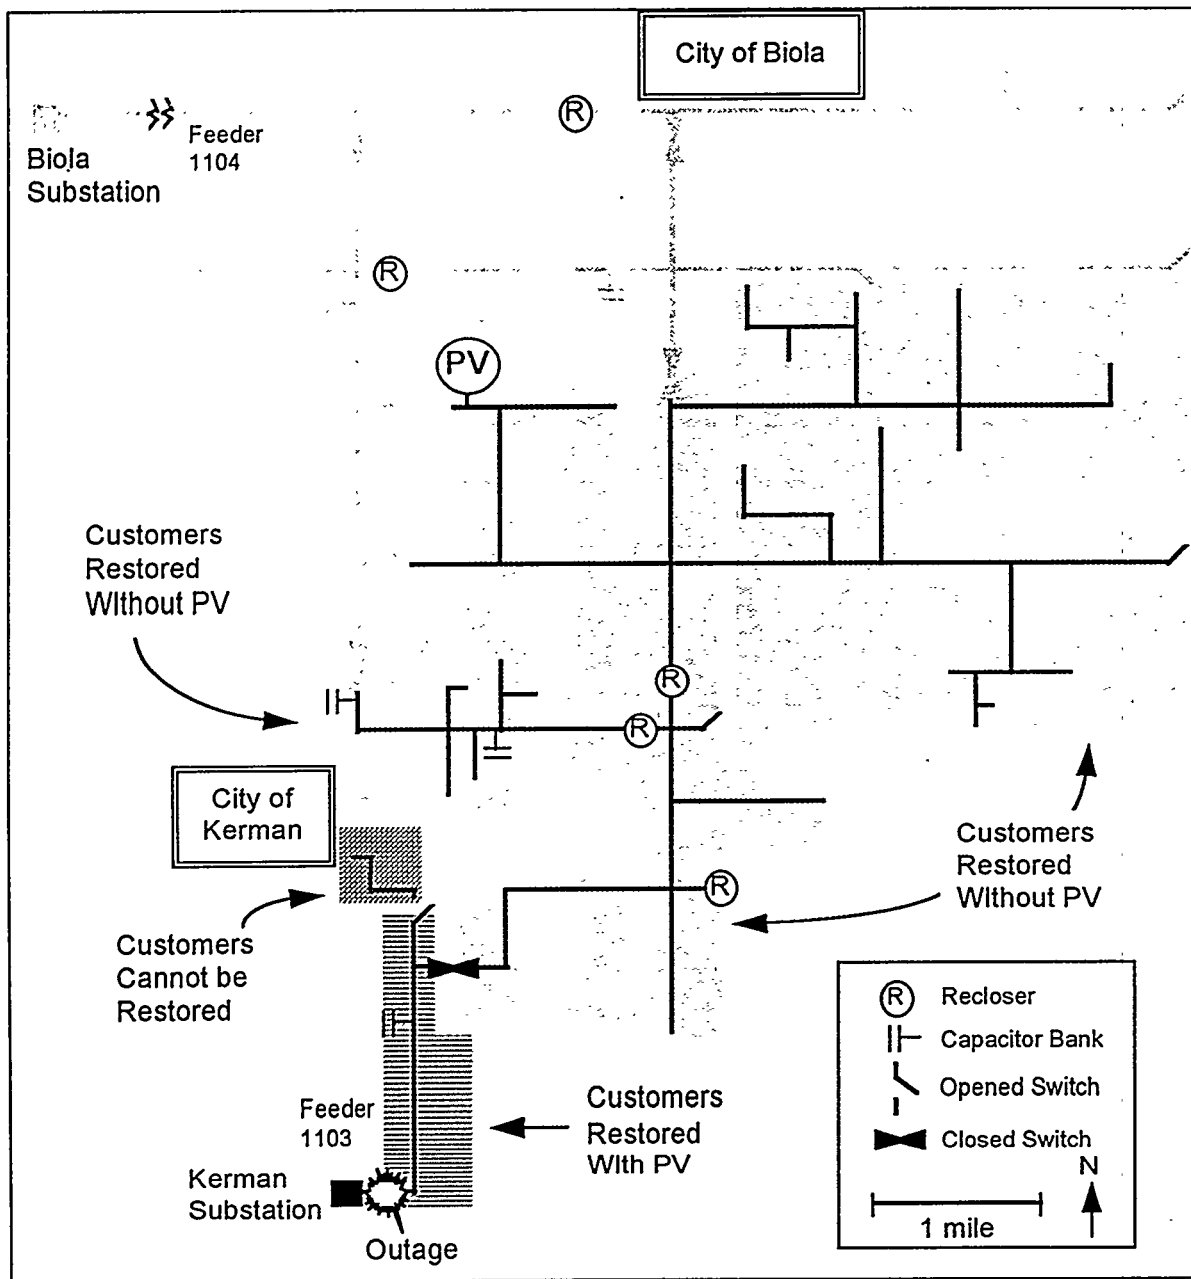 City of Biola
R
Feeder
1104
Biola
Substation
R
PV
Customers
Restored
WIthout PV
R
R
City of
Kerman
Customers
Restored
WIthout PV
R
Customers
Cannot be
Restored
R Recloser
Capacitor Bank
Opened Switch
Closed Switch
N
1 mile
Feeder
1103
Customers
Restored
WIth PV
Kerman
Substation
Outage